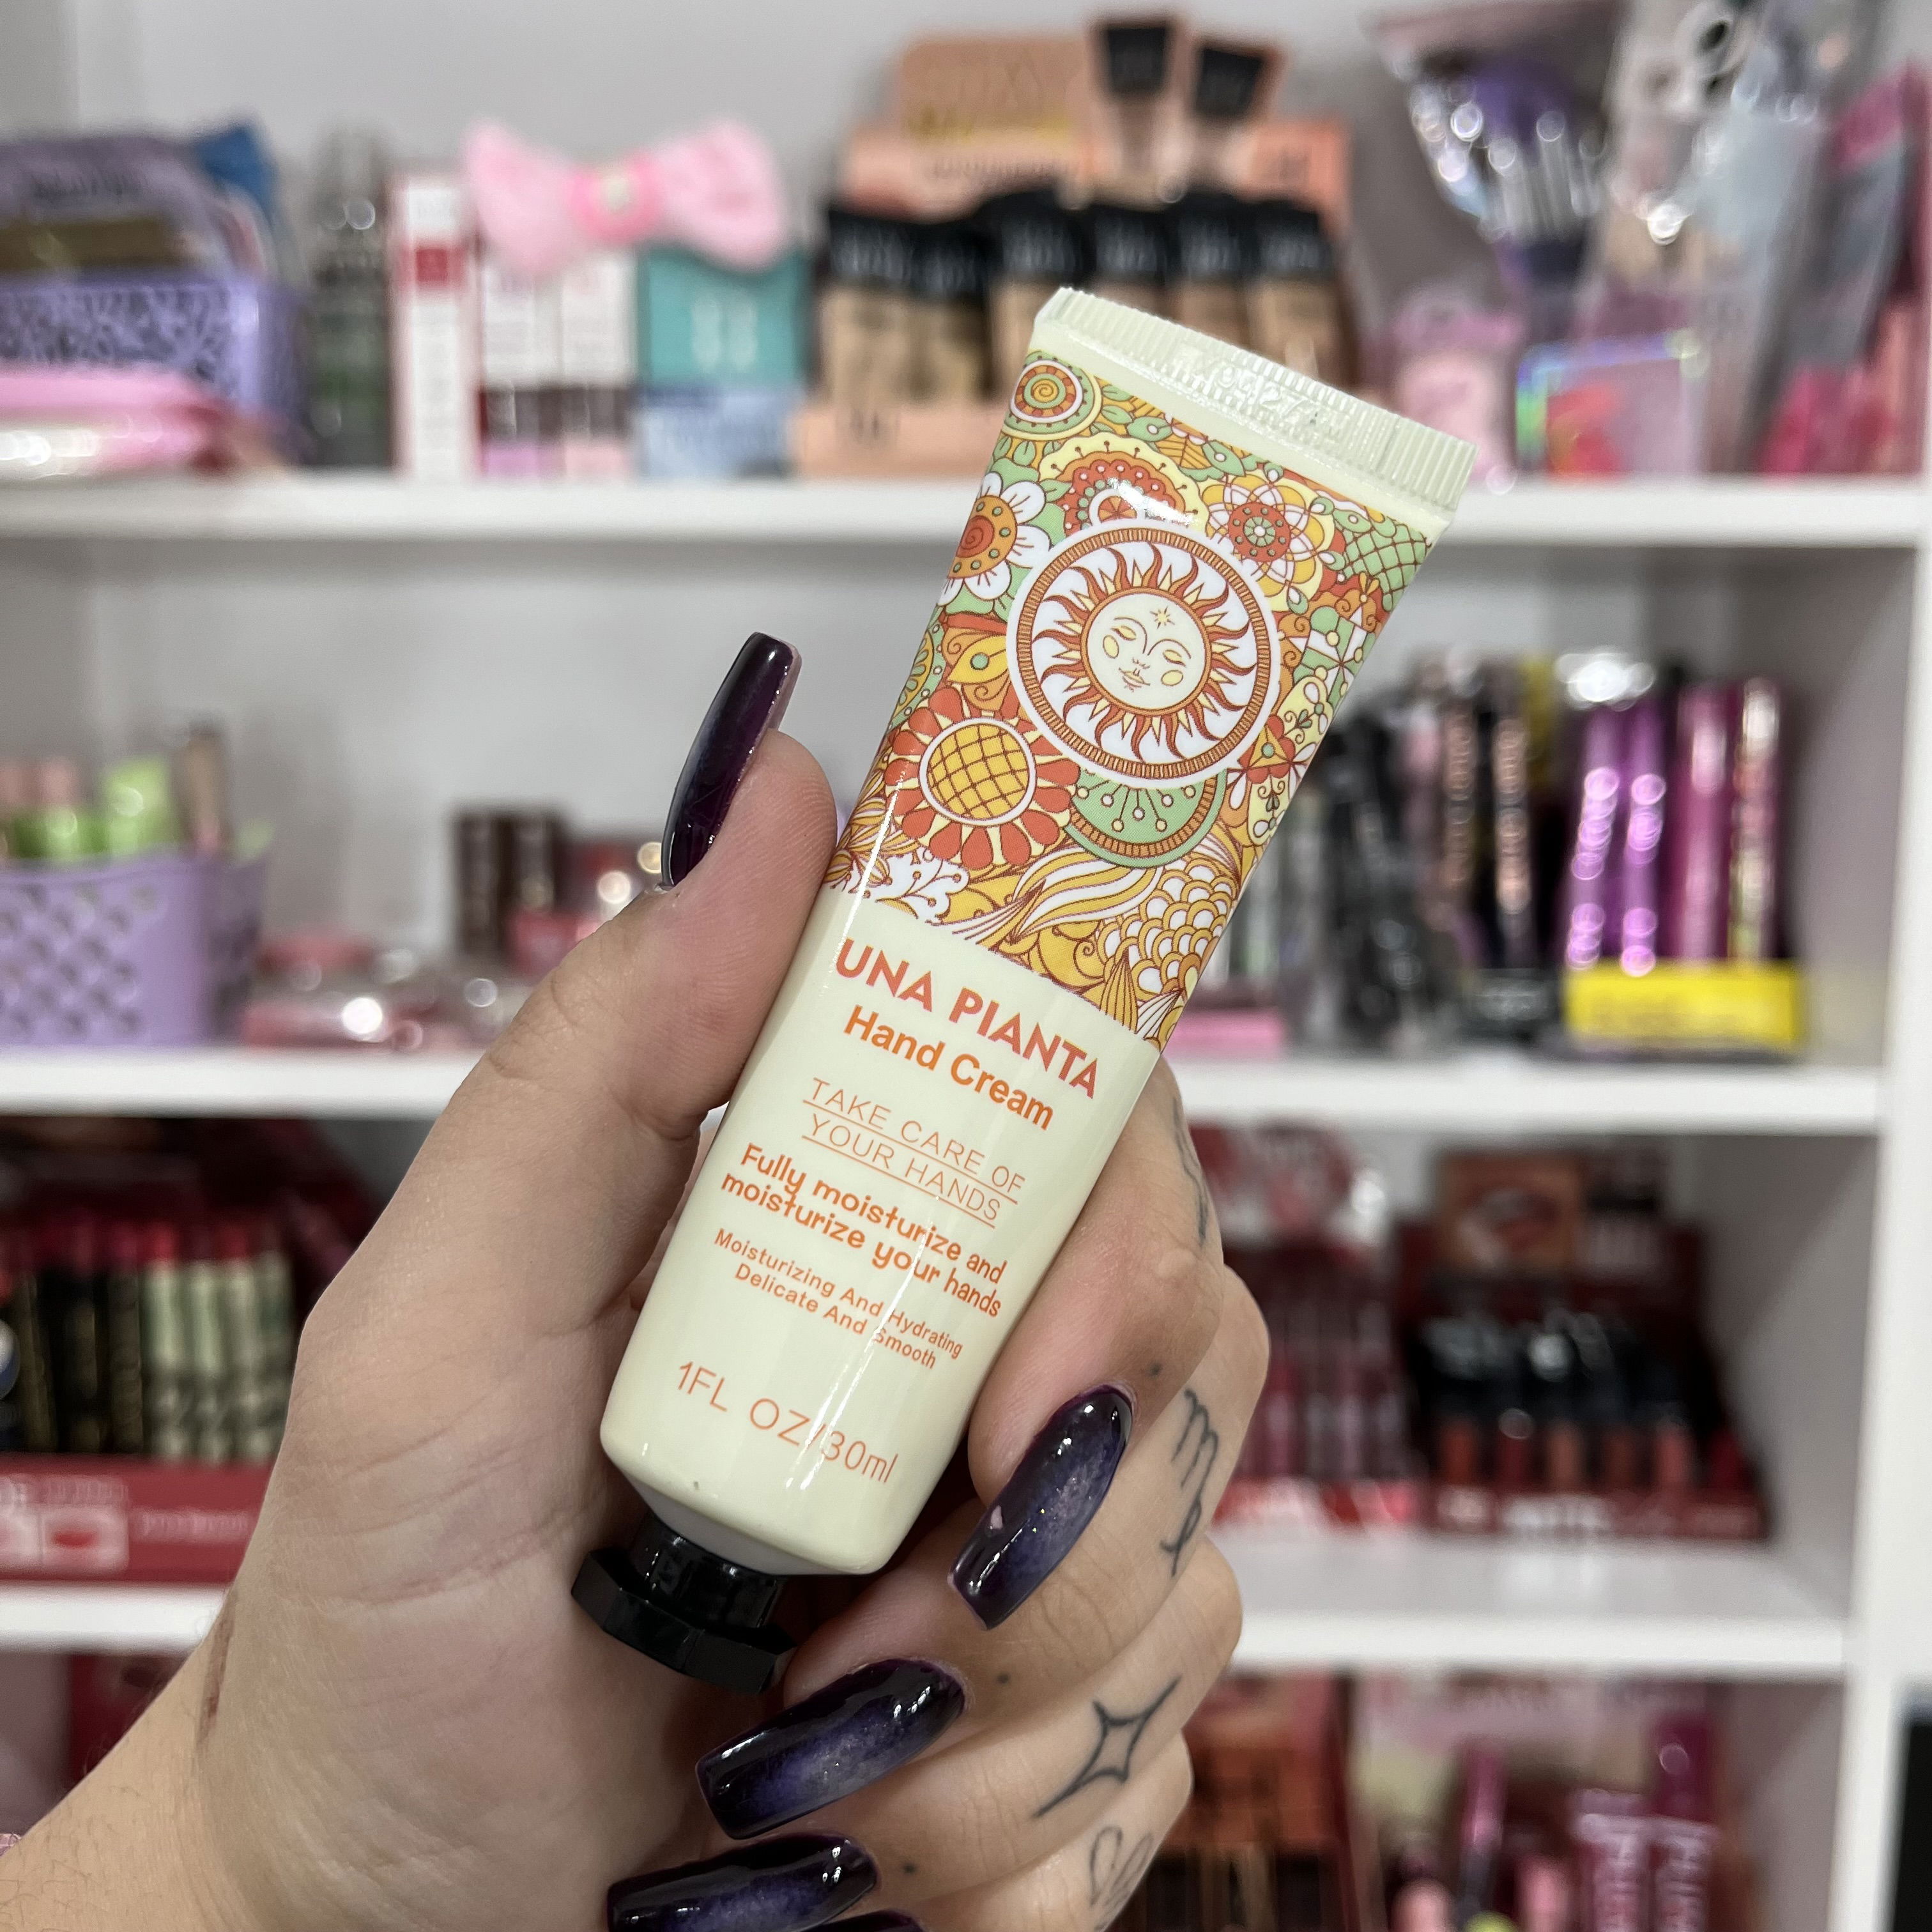 UNA PIANTA
Hand Cream
TAKE CARE OF
YOUR HANDS
Fully moisturize and
moisturize your hands
Moisturizing And Hydrating
Delicate And Smooth
1FL OZ/30ml